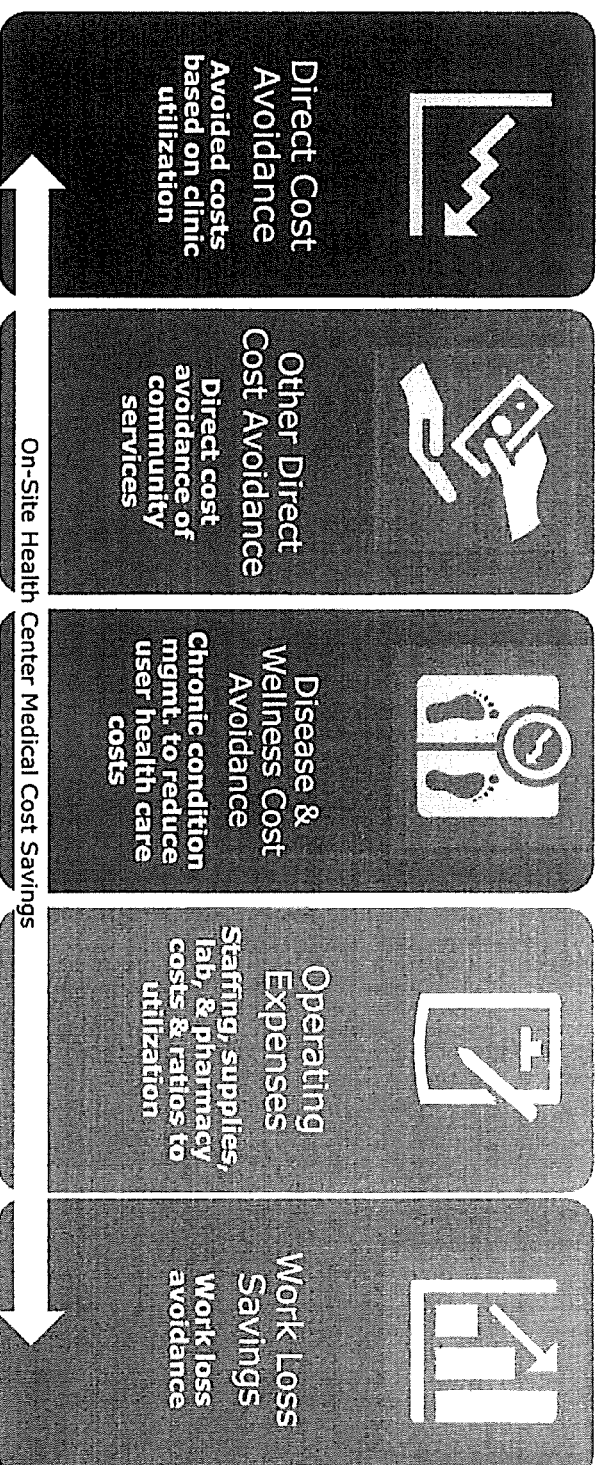 Direct Cost
Avoidance
Avoided costs
based on clinic
utilization
Other Direct
Cost Avoidance
Direct cost
avoidance of
community
services
Disease &
Wellness Cost
Avoidance
Chronic condition
mgmt. to reduce
user health care
costs
Operating
Expenses
Staffing, supplies,
lab, & pharmacy
costs & ratios to
utilization
Work Loss
Savings
Work loss
avoidance
On-Site Health Center Medical Cost Savings